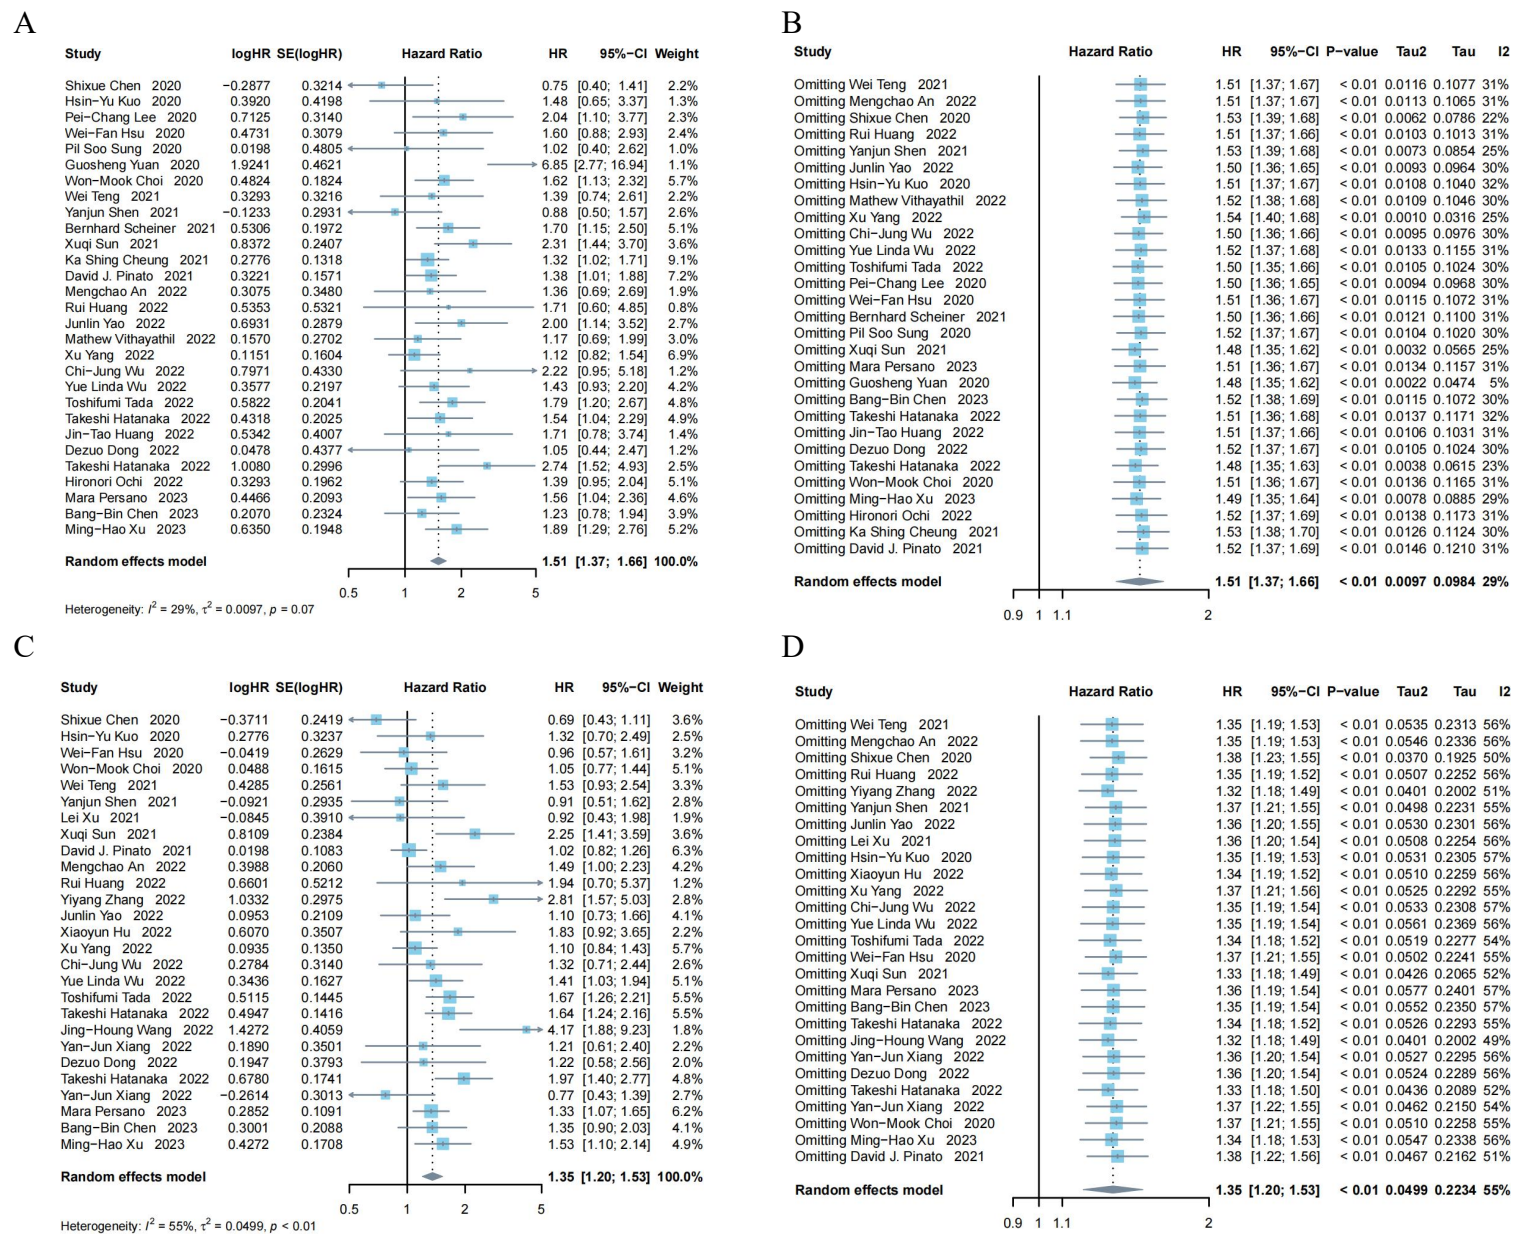 A
Study logHR SE(logHR) Hazard Ratio HR 95%−CI Weight
Shixue Chen 2020 −0.2877 0.3214 0.75 [0.40; 1.41] 2.2%
Hsin−Yu Kuo 2020 0.3920 0.4198 1.48 [0.65; 3.37] 1.3%
Pei−Chang Lee 2020 0.7125 0.3140 2.04 [1.10; 3.77] 2.3%
Wei−Fan Hsu 2020 0.4731 0.3079 1.60 [0.88; 2.93] 2.4%
Pil Soo Sung 2020 0.0198 0.4805 1.02 [0.40; 2.62] 1.0%
Guosheng Yuan 2020 1.9241 0.4621 6.85 [2.77; 16.94] 1.1%
Won−Mook Choi 2020 0.4824 0.1824 1.62 [1.13; 2.32] 5.7%
Wei Teng 2021 0.3293 0.3216 1.39 [0.74; 2.61] 2.2%
Yanjun Shen 2021 −0.1233 0.2931 0.88 [0.50; 1.57] 2.6%
Bernhard Scheiner 2021 0.5306 0.1972 1.70 [1.15; 2.50] 5.1%
Xuqi Sun 2021 0.8372 0.2407 2.31 [1.44; 3.70] 3.6%
Ka Shing Cheung 2021 0.2776 0.1318 1.32 [1.02; 1.71] 9.1%
David J. Pinato 2021 0.3221 0.1571 1.38 [1.01; 1.88] 7.2%
Mengchao An 2022 0.3075 0.3480 1.36 [0.69; 2.69] 1.9%
Rui Huang 2022 0.5353 0.5321 1.71 [0.60; 4.85] 0.8%
Junlin Yao 2022 0.6931 0.2879 2.00 [1.14; 3.52] 2.7%
Mathew Vithayathil 2022 0.1570 0.2702 1.17 [0.69; 1.99] 3.0%
Xu Yang 2022 0.1151 0.1604 1.12 [0.82; 1.54] 6.9%
Chi−Jung Wu 2022 0.7971 0.4330 2.22 [0.95; 5.18] 1.2%
Yue Linda Wu 2022 0.3577 0.2197 1.43 [0.93; 2.20] 4.2%
Toshifumi Tada 2022 0.5822 0.2041 1.79 [1.20; 2.67] 4.8%
Takeshi Hatanaka 2022 0.4318 0.2025 1.54 [1.04; 2.29] 4.9%
Jin−Tao Huang 2022 0.5342 0.4007 1.71 [0.78; 3.74] 1.4%
Dezuo Dong 2022 0.0478 0.4377 1.05 [0.44; 2.47] 1.2%
Takeshi Hatanaka 2022 1.0080 0.2996 2.74 [1.52; 4.93] 2.5%
Hironori Ochi 2022 0.3293 0.1962 1.39 [0.95; 2.04] 5.1%
Mara Persano 2023 0.4466 0.2093 1.56 [1.04; 2.36] 4.6%
Bang−Bin Chen 2023 0.2070 0.2324 1.23 [0.78; 1.94] 3.9%
Ming−Hao Xu 2023 0.6350 0.1948 1.89 [1.29; 2.76] 5.2%
Random effects model 1.51 [1.37; 1.66] 100.0%
0.5 1 2 5
Heterogeneity: I² = 29%, τ² = 0.0097, p = 0.07
B
Study Hazard Ratio HR 95%−CI P−value Tau2 Tau I2
Omitting Wei Teng 2021 1.51 [1.37; 1.67] < 0.01 0.0116 0.1077 31%
Omitting Mengchao An 2022 1.51 [1.37; 1.67] < 0.01 0.0113 0.1065 31%
Omitting Shixue Chen 2020 1.53 [1.39; 1.68] < 0.01 0.0062 0.0786 22%
Omitting Rui Huang 2022 1.51 [1.37; 1.66] < 0.01 0.0103 0.1013 31%
Omitting Yanjun Shen 2021 1.53 [1.39; 1.68] < 0.01 0.0073 0.0854 25%
Omitting Junlin Yao 2022 1.50 [1.36; 1.65] < 0.01 0.0093 0.0964 30%
Omitting Hsin−Yu Kuo 2020 1.51 [1.37; 1.67] < 0.01 0.0108 0.1040 32%
Omitting Mathew Vithayathil 2022 1.52 [1.38; 1.68] < 0.01 0.0109 0.1046 31%
Omitting Xu Yang 2022 1.54 [1.40; 1.68] < 0.01 0.0010 0.0316 25%
Omitting Chi−Jung Wu 2022 1.50 [1.36; 1.66] < 0.01 0.0095 0.0976 30%
Omitting Yue Linda Wu 2022 1.52 [1.37; 1.68] < 0.01 0.0133 0.1155 31%
Omitting Toshifumi Tada 2022 1.50 [1.35; 1.66] < 0.01 0.0105 0.1024 30%
Omitting Pei−Chang Lee 2020 1.50 [1.36; 1.65] < 0.01 0.0094 0.0968 30%
Omitting Wei−Fan Hsu 2020 1.51 [1.36; 1.67] < 0.01 0.0115 0.1072 31%
Omitting Bernhard Scheiner 2021 1.50 [1.36; 1.66] < 0.01 0.0121 0.1100 31%
Omitting Pil Soo Sung 2020 1.52 [1.37; 1.67] < 0.01 0.0104 0.1020 30%
Omitting Xuqi Sun 2021 1.48 [1.35; 1.62] < 0.01 0.0032 0.0565 25%
Omitting Mara Persano 2023 1.51 [1.36; 1.67] < 0.01 0.0134 0.1157 31%
Omitting Guosheng Yuan 2020 1.48 [1.35; 1.62] < 0.01 0.0022 0.0474 5%
Omitting Bang−Bin Chen 2023 1.52 [1.38; 1.69] < 0.01 0.0115 0.1072 31%
Omitting Takeshi Hatanaka 2022 1.51 [1.36; 1.68] < 0.01 0.0137 0.1171 32%
Omitting Jin−Tao Huang 2022 1.51 [1.37; 1.66] < 0.01 0.0106 0.1031 31%
Omitting Dezuo Dong 2022 1.52 [1.37; 1.67] < 0.01 0.0105 0.1024 30%
Omitting Takeshi Hatanaka 2022 1.48 [1.35; 1.63] < 0.01 0.0038 0.0615 23%
Omitting Won−Mook Choi 2020 1.51 [1.36; 1.67] < 0.01 0.0136 0.1165 31%
Omitting Ming−Hao Xu 2023 1.49 [1.35; 1.64] < 0.01 0.0078 0.0885 29%
Omitting Hironori Ochi 2022 1.52 [1.37; 1.69] < 0.01 0.0138 0.1173 31%
Omitting Ka Shing Cheung 2021 1.53 [1.38; 1.70] < 0.01 0.0126 0.1124 30%
Omitting David J. Pinato 2021 1.52 [1.37; 1.69] < 0.01 0.0146 0.1210 31%
Random effects model 1.51 [1.37; 1.66] < 0.01 0.0097 0.0984 29%
0.9 1 1.1 2
C
Study logHR SE(logHR) Hazard Ratio HR 95%−CI Weight
Shixue Chen 2020 −0.3711 0.2419 0.69 [0.43; 1.11] 3.6%
Hsin−Yu Kuo 2020 0.2776 0.3237 1.32 [0.70; 2.49] 2.5%
Wei−Fan Hsu 2020 −0.0419 0.2629 0.96 [0.57; 1.61] 3.2%
Won−Mook Choi 2020 0.0488 0.1615 1.05 [0.77; 1.44] 5.1%
Wei Teng 2021 0.4285 0.2561 1.53 [0.93; 2.54] 3.3%
Yanjun Shen 2021 −0.0921 0.2935 0.91 [0.51; 1.62] 2.8%
Lei Xu 2021 −0.0845 0.3910 0.92 [0.43; 1.98] 1.9%
Xuqi Sun 2021 0.8109 0.2384 2.25 [1.41; 3.59] 3.6%
David J. Pinato 2021 0.0198 0.1083 1.02 [0.82; 1.26] 6.3%
Mengchao An 2022 0.3988 0.2060 1.49 [1.00; 2.23] 4.2%
Rui Huang 2022 0.6601 0.5212 1.94 [0.70; 5.37] 1.2%
Yiyang Zhang 2022 1.0332 0.2975 2.81 [1.57; 5.03] 2.8%
Junlin Yao 2022 0.0953 0.2109 1.10 [0.73; 1.66] 4.1%
Xiaoyun Hu 2022 0.6070 0.3507 1.83 [0.92; 3.65] 2.2%
Xu Yang 2022 0.0935 0.1350 1.10 [0.84; 1.43] 5.7%
Chi−Jung Wu 2022 0.2784 0.3140 1.32 [0.71; 2.44] 2.6%
Yue Linda Wu 2022 0.3436 0.1627 1.41 [1.03; 1.94] 5.1%
Toshifumi Tada 2022 0.5115 0.1445 1.67 [1.26; 2.21] 5.5%
Takeshi Hatanaka 2022 0.4947 0.1416 1.64 [1.24; 2.16] 5.5%
Jing−Houng Wang 2022 1.4272 0.4059 4.17 [1.88; 9.23] 1.8%
Yan−Jun Xiang 2022 0.1890 0.3501 1.21 [0.61; 2.40] 2.2%
Dezuo Dong 2022 0.1947 0.3793 1.22 [0.58; 2.56] 2.0%
Takeshi Hatanaka 2022 0.6780 0.1741 1.97 [1.40; 2.77] 4.8%
Yan−Jun Xiang 2022 −0.2614 0.3013 0.77 [0.43; 1.39] 2.7%
Mara Persano 2023 0.2852 0.1091 1.33 [1.07; 1.65] 6.2%
Bang−Bin Chen 2023 0.3001 0.2088 1.35 [0.90; 2.03] 4.1%
Ming−Hao Xu 2023 0.4272 0.1708 1.53 [1.10; 2.14] 4.9%
Random effects model 1.35 [1.20; 1.53] 100.0%
0.5 1 2 5
Heterogeneity: I² = 55%, τ² = 0.0499, p < 0.01
D
Study Hazard Ratio HR 95%−CI P−value Tau2 Tau I2
Omitting Wei Teng 2021 1.35 [1.19; 1.53] < 0.01 0.0535 0.2313 56%
Omitting Mengchao An 2022 1.35 [1.19; 1.53] < 0.01 0.0546 0.2336 56%
Omitting Shixue Chen 2020 1.38 [1.23; 1.55] < 0.01 0.0370 0.1925 50%
Omitting Rui Huang 2022 1.35 [1.19; 1.52] < 0.01 0.0507 0.2252 56%
Omitting Yiyang Zhang 2022 1.32 [1.18; 1.49] < 0.01 0.0401 0.2002 51%
Omitting Yanjun Shen 2021 1.37 [1.21; 1.55] < 0.01 0.0498 0.2231 55%
Omitting Junlin Yao 2022 1.36 [1.20; 1.55] < 0.01 0.0530 0.2301 56%
Omitting Lei Xu 2021 1.36 [1.20; 1.54] < 0.01 0.0508 0.2254 56%
Omitting Hsin−Yu Kuo 2020 1.35 [1.19; 1.53] < 0.01 0.0531 0.2305 57%
Omitting Xiaoyun Hu 2022 1.34 [1.19; 1.52] < 0.01 0.0510 0.2259 56%
Omitting Xu Yang 2022 1.37 [1.21; 1.56] < 0.01 0.0525 0.2292 55%
Omitting Chi−Jung Wu 2022 1.35 [1.19; 1.54] < 0.01 0.0533 0.2308 57%
Omitting Yue Linda Wu 2022 1.35 [1.19; 1.54] < 0.01 0.0561 0.2369 56%
Omitting Toshifumi Tada 2022 1.34 [1.18; 1.52] < 0.01 0.0519 0.2277 54%
Omitting Wei−Fan Hsu 2020 1.37 [1.21; 1.55] < 0.01 0.0502 0.2241 55%
Omitting Xuqi Sun 2021 1.33 [1.18; 1.49] < 0.01 0.0426 0.2065 52%
Omitting Mara Persano 2023 1.36 [1.19; 1.54] < 0.01 0.0577 0.2401 57%
Omitting Bang−Bin Chen 2023 1.35 [1.19; 1.54] < 0.01 0.0552 0.2350 57%
Omitting Takeshi Hatanaka 2022 1.34 [1.18; 1.52] < 0.01 0.0526 0.2293 55%
Omitting Jing−Houng Wang 2022 1.32 [1.18; 1.49] < 0.01 0.0401 0.2002 49%
Omitting Yan−Jun Xiang 2022 1.36 [1.20; 1.54] < 0.01 0.0527 0.2295 56%
Omitting Dezuo Dong 2022 1.36 [1.20; 1.54] < 0.01 0.0524 0.2289 56%
Omitting Takeshi Hatanaka 2022 1.33 [1.18; 1.50] < 0.01 0.0436 0.2089 52%
Omitting Yan−Jun Xiang 2022 1.37 [1.22; 1.55] < 0.01 0.0462 0.2150 54%
Omitting Won−Mook Choi 2020 1.37 [1.21; 1.55] < 0.01 0.0510 0.2258 55%
Omitting Ming−Hao Xu 2023 1.34 [1.18; 1.53] < 0.01 0.0547 0.2338 56%
Omitting David J. Pinato 2021 1.38 [1.22; 1.56] < 0.01 0.0467 0.2162 51%
Random effects model 1.35 [1.20; 1.53] < 0.01 0.0499 0.2234 55%
0.9 1 1.1 2